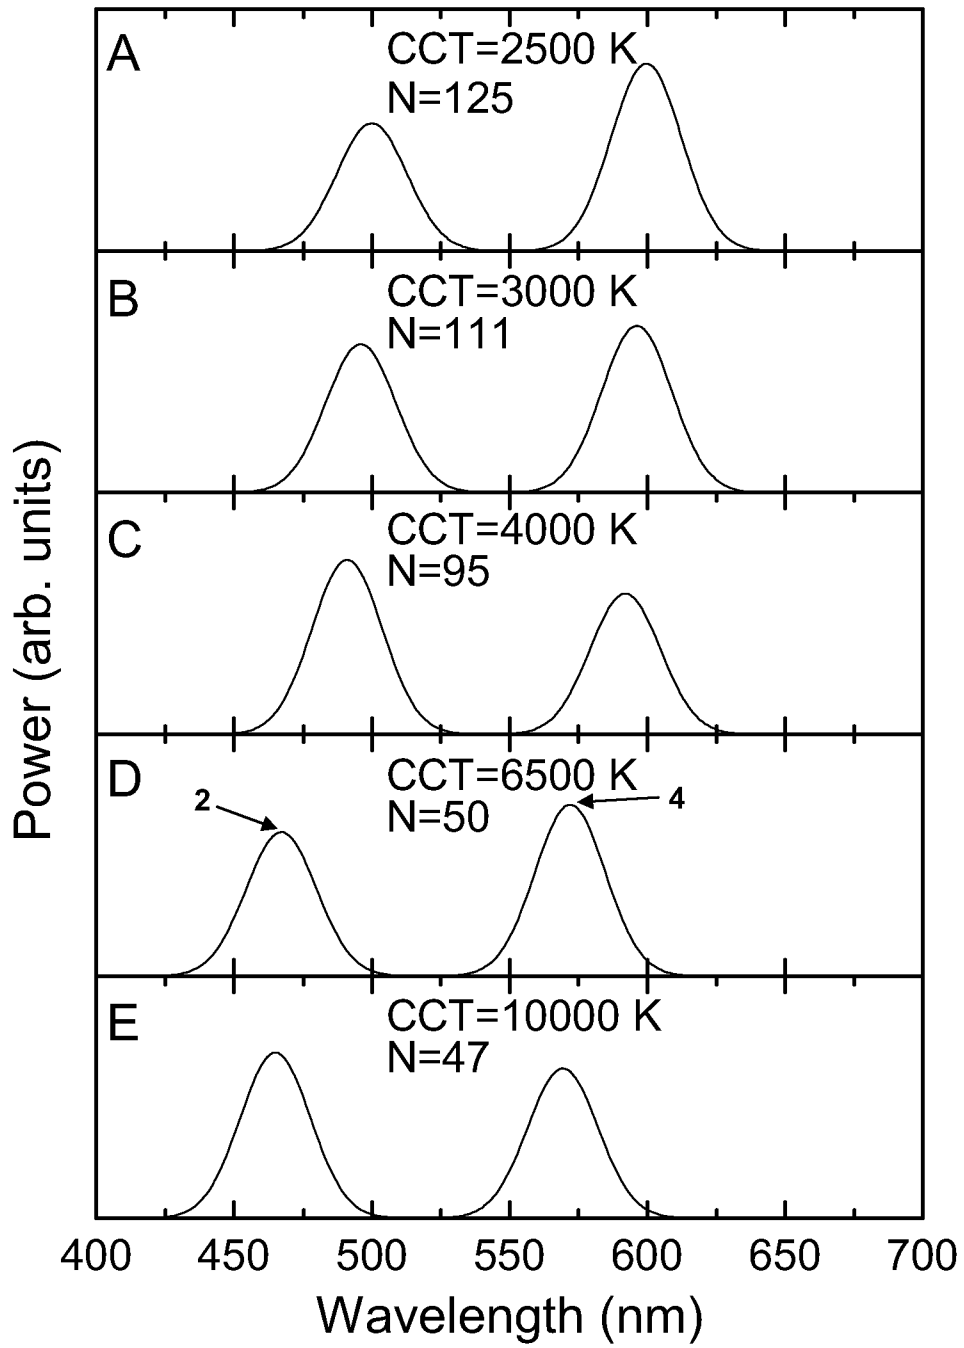 A
CCT=2500 K
N=125
B
CCT=3000 K
N=111
C
CCT=4000 K
N=95
D
CCT=6500 K
N=50
2
4
E
CCT=10000 K
N=47
Power (arb. units)
400 450 500 550 600 650 700
Wavelength (nm)